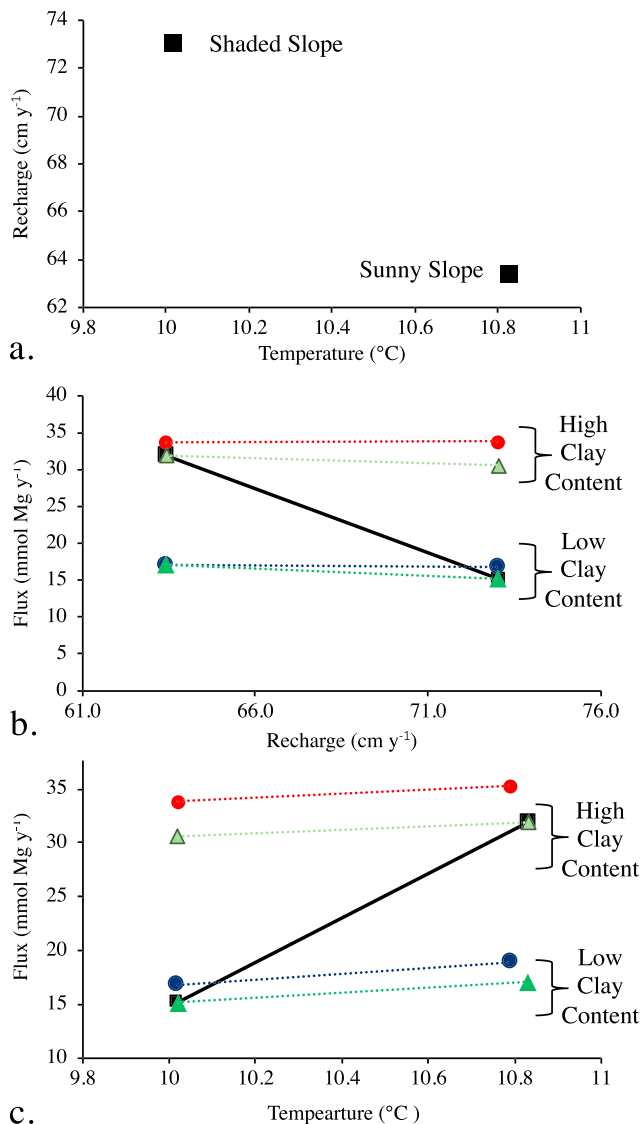 74
72
70
68
66
64
62
Recharge (cm y⁻¹)
Shaded Slope
Sunny Slope
9.8 10 10.2 10.4 10.6 10.8 11
Temperature (°C)
a.
40
35
30
25
20
15
10
5
0
Flux (mmol Mg y⁻¹)
High
Clay
Content
Low
Clay
Content
61.0 66.0 71.0 76.0
Recharge (cm y⁻¹)
b.
35
30
25
20
15
10
Flux (mmol Mg y⁻¹)
High
Clay
Content
Low
Clay
Content
9.8 10 10.2 10.4 10.6 10.8 11
Tempearture (°C )
c.